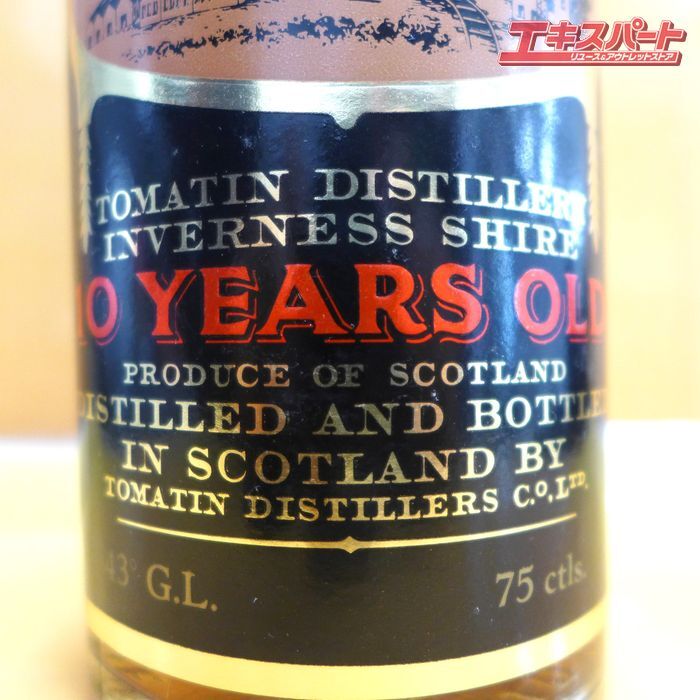 エキスパート
リユース&アウトレットストア
TOMATIN DISTILLERY
INVERNESS SHIRE
10 YEARS OLD
PRODUCE OF SCOTLAND
DISTILLED AND BOTTLED
IN SCOTLAND BY
TOMATIN DISTILLERS C.O, LTD.
43° G.L.
75 ctls.